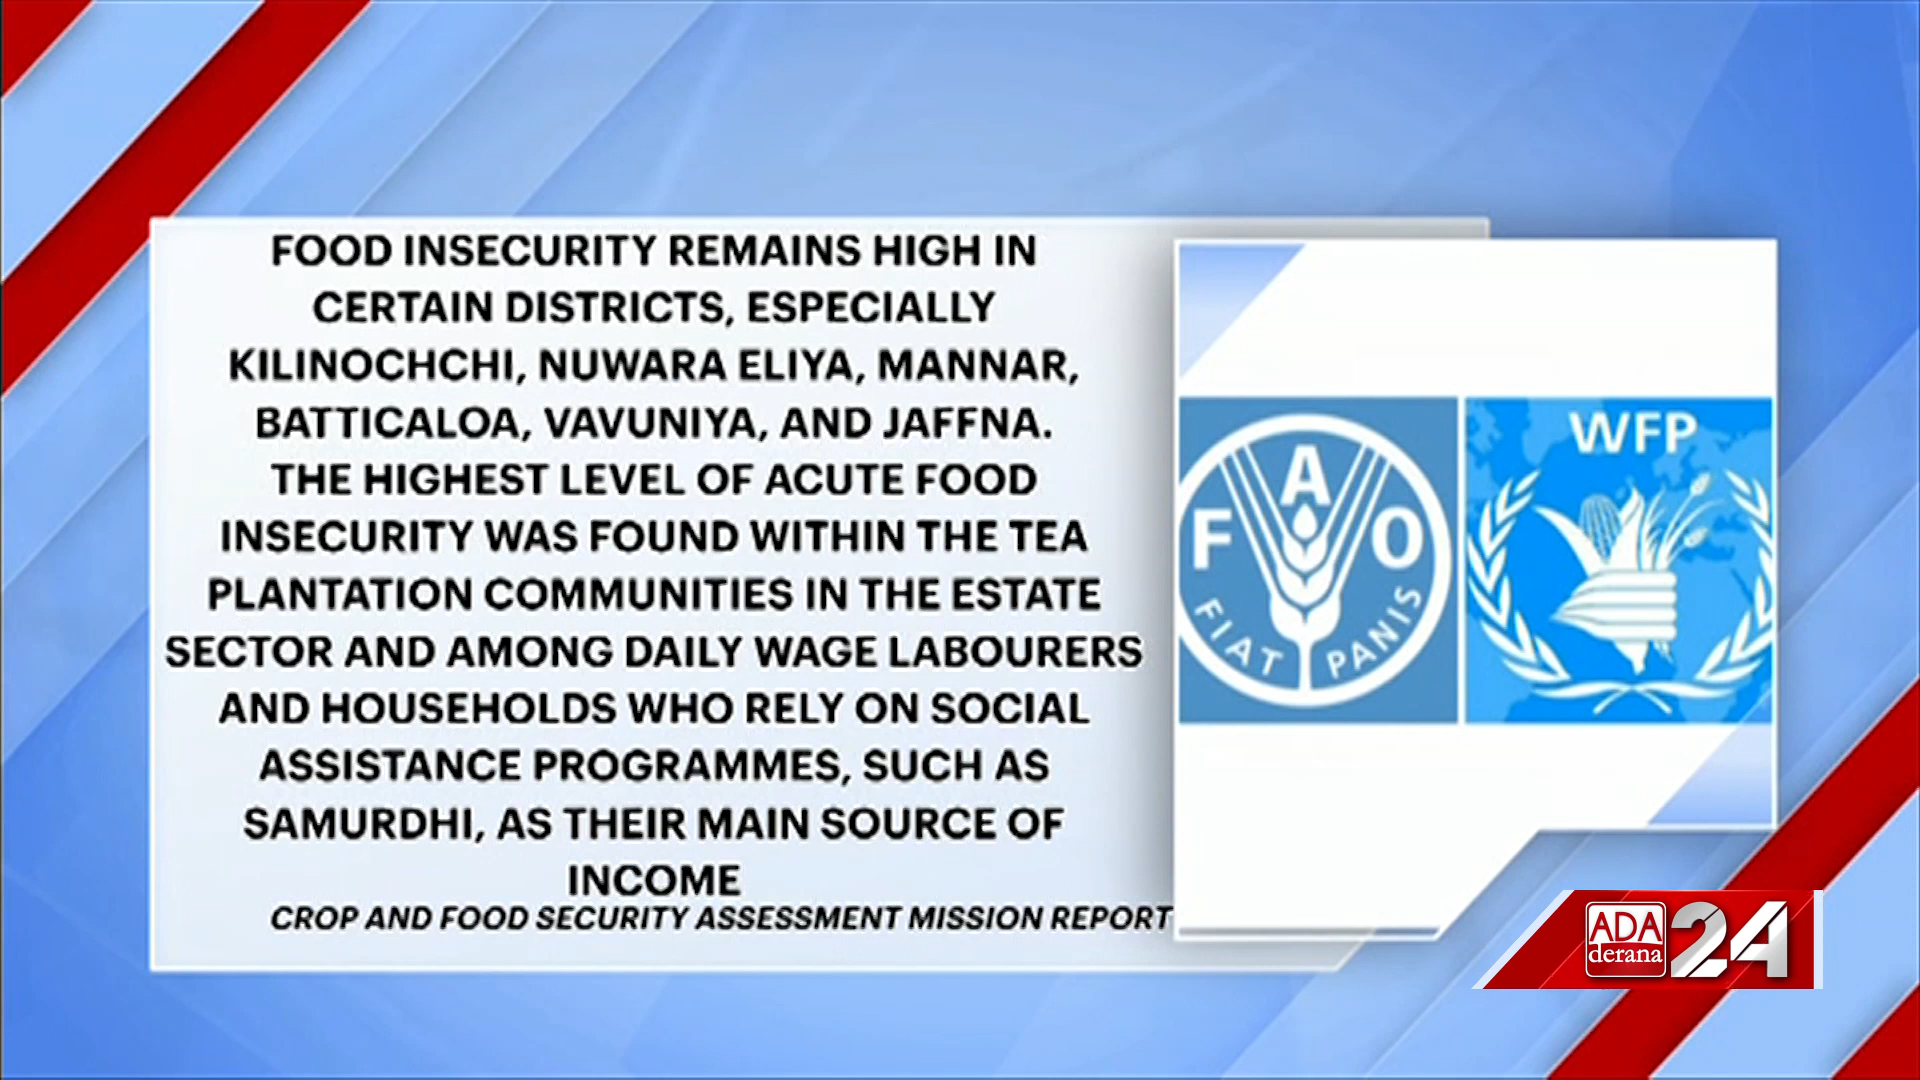 FOOD INSECURITY REMAINS HIGH IN
CERTAIN DISTRICTS, ESPECIALLY
KILINOCHCHI, NUWARA ELIYA, MANNAR,
BATTICALOA, VAVUNIYA, AND JAFFNA.
THE HIGHEST LEVEL OF ACUTE FOOD
INSECURITY WAS FOUND WITHIN THE TEA
PLANTATION COMMUNITIES IN THE ESTATE
SECTOR AND AMONG DAILY WAGE LABOURERS
AND HOUSEHOLDS WHO RELY ON SOCIAL
ASSISTANCE PROGRAMMES, SUCH AS
SAMURDHI, AS THEIR MAIN SOURCE OF
INCOME
CROP AND FOOD SECURITY ASSESSMENT MISSION REPORT
FAO
FIAT PANIS
WFP
ADA
derana
24